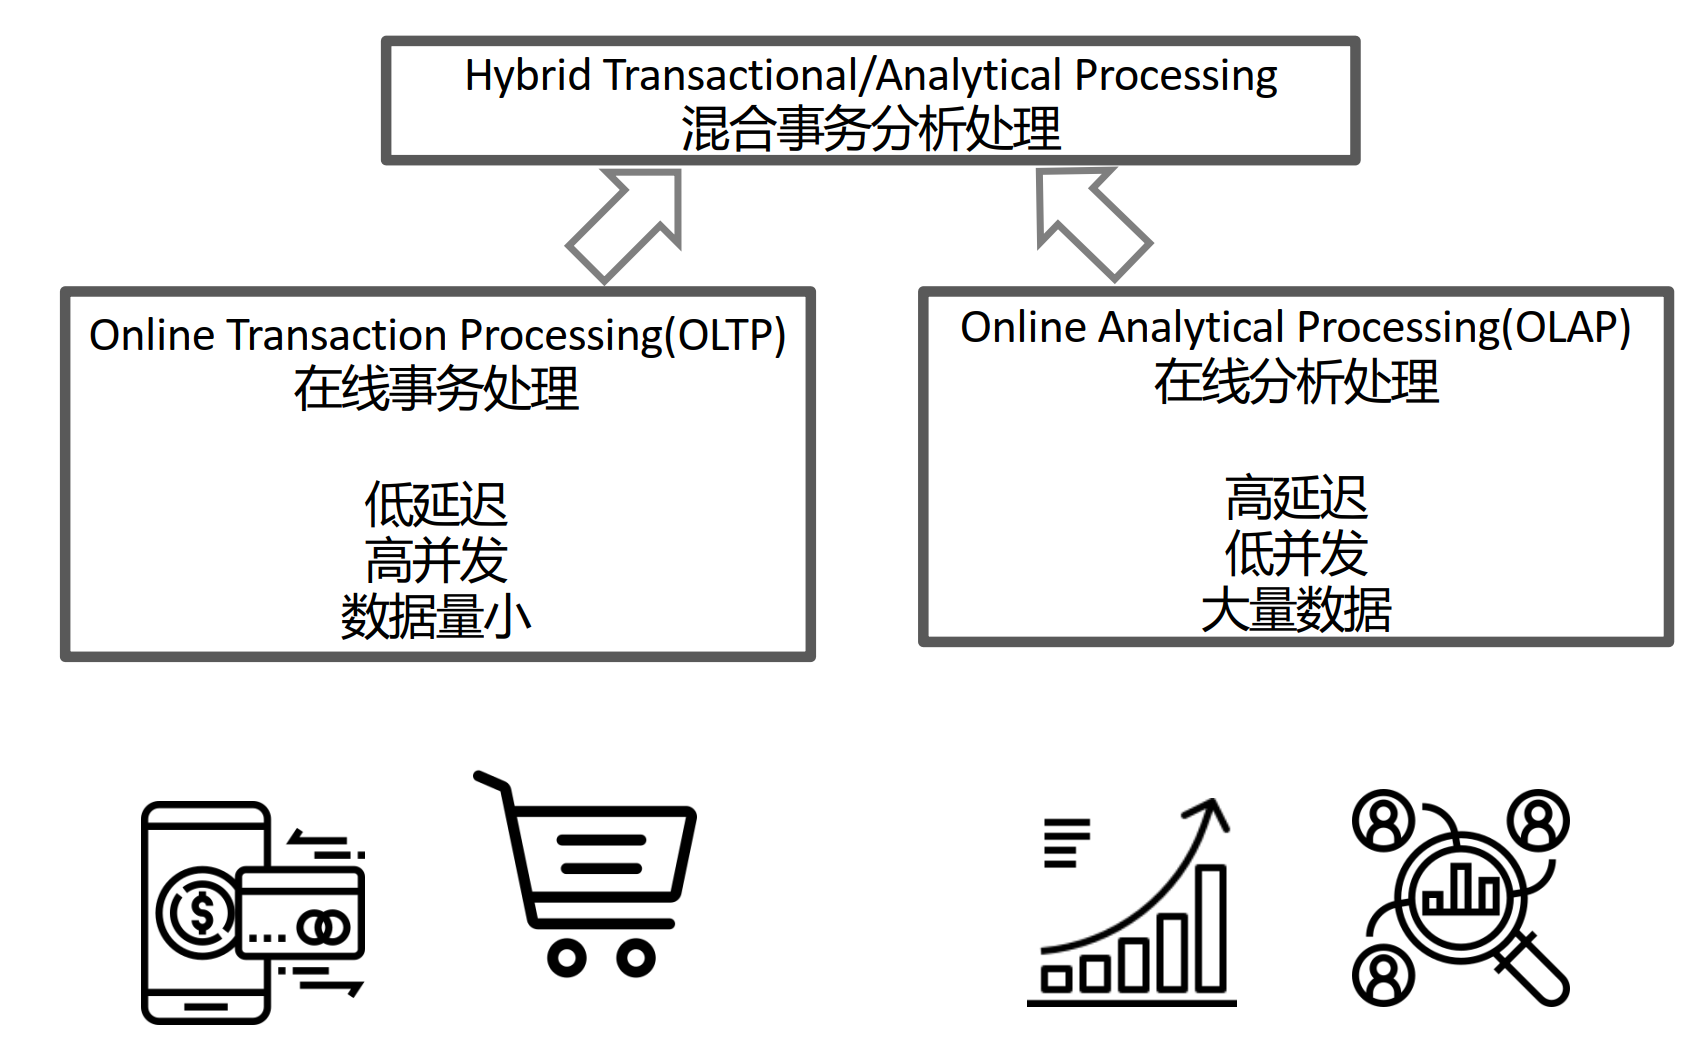 Hybrid Transactional/Analytical Processing
混合事务分析处理
Online Transaction Processing(OLTP)
在线事务处理
低延迟
高并发
数据量小
Online Analytical Processing(OLAP)
在线分析处理
高延迟
低并发
大量数据
$